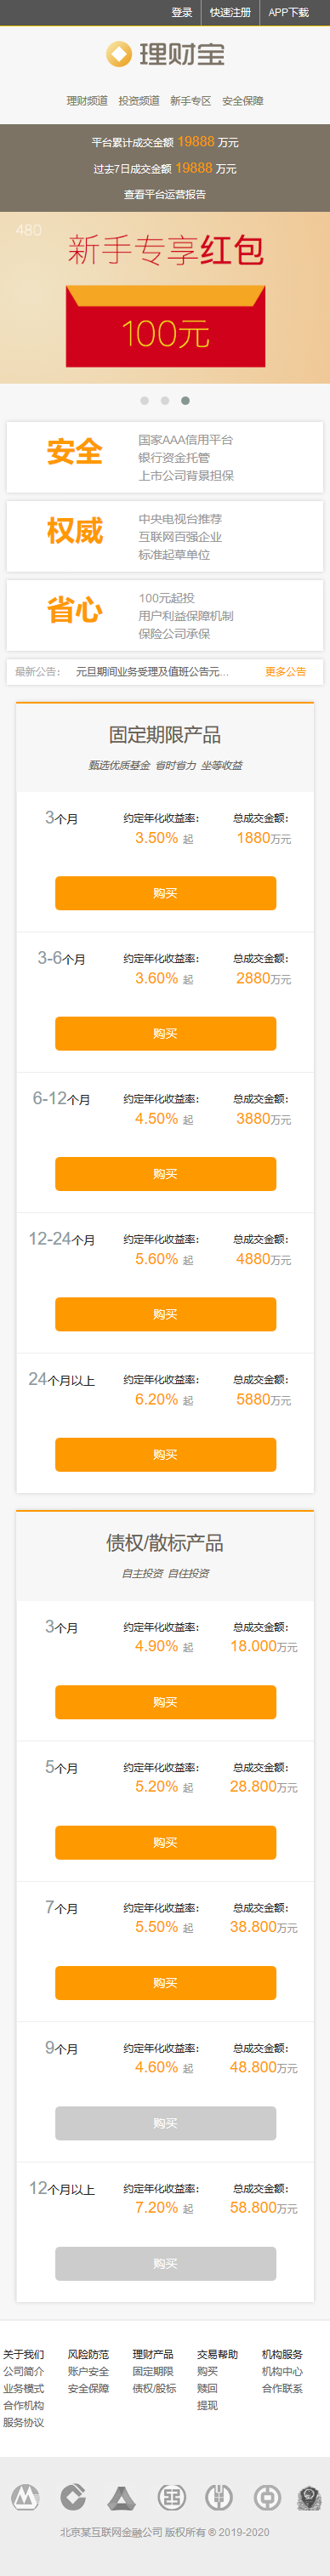 登录 快速注册 APP下载
理财宝
理财频道 投资频道 新手专区 安全保障
平台累计成交金额 19888 万元
过去7日成交金额 19888 万元
查看平台运营报告
480
新手专享红包
100元
安全
国家AAA信用平台
银行资金托管
上市公司背景担保
权威
中央电视台推荐
互联网百强企业
标准起草单位
省心
100元起投
用户利益保障机制
保险公司承保
最新公告： 元旦期间业务受理及值班公告元... 更多公告
固定期限产品
甄选优质基金 省时省力 坐等收益
3个月 约定年化收益率： 总成交金额：
3.50% 起 1880万元
购买
3-6个月 约定年化收益率： 总成交金额：
3.60% 起 2880万元
购买
6-12个月 约定年化收益率： 总成交金额：
4.50% 起 3880万元
购买
12-24个月 约定年化收益率： 总成交金额：
5.60% 起 4880万元
购买
24个月以上 约定年化收益率： 总成交金额：
6.20% 起 5880万元
购买
债权/散标产品
自主投资 自住投资
3个月 约定年化收益率： 总成交金额：
4.90% 起 18.000万元
购买
5个月 约定年化收益率： 总成交金额：
5.20% 起 28.800万元
购买
7个月 约定年化收益率： 总成交金额：
5.50% 起 38.800万元
购买
9个月 约定年化收益率： 总成交金额：
4.60% 起 48.800万元
购买
12个月以上 约定年化收益率： 总成交金额：
7.20% 起 58.800万元
购买
关于我们 风险防范 理财产品 交易帮助 机构服务
公司简介 账户安全 固定期限 购买 机构中心
业务模式 安全保障 债权/股标 赎回 合作联系
合作机构 提现
服务协议
北京某互联网金融公司 版权所有 ® 2019-2020